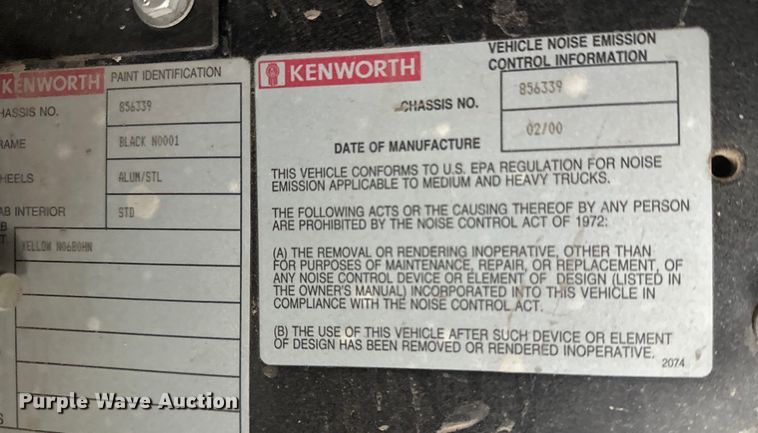 KENWORTH
PAINT IDENTIFICATION
HASSIS NO.
856339
RAME
BLACK N0001
HEELS
ALUM/STL
AB INTERIOR
STD
B
T
YELLOW N0680HN
S
KENWORTH
VEHICLE NOISE EMISSION
CONTROL INFORMATION
CHASSIS NO.
856339
DATE OF MANUFACTURE
02/00
THIS VEHICLE CONFORMS TO U.S. EPA REGULATION FOR NOISE
EMISSION APPLICABLE TO MEDIUM AND HEAVY TRUCKS.
THE FOLLOWING ACTS OR THE CAUSING THEREOF BY ANY PERSON
ARE PROHIBITED BY THE NOISE CONTROL ACT OF 1972:
(A) THE REMOVAL OR RENDERING INOPERATIVE, OTHER THAN
FOR PURPOSES OF MAINTENANCE, REPAIR, OR REPLACEMENT, OF
ANY NOISE CONTROL DEVICE OR ELEMENT OF DESIGN (LISTED IN
THE OWNER'S MANUAL) INCORPORATED INTO THIS VEHICLE IN
COMPLIANCE WITH THE NOISE CONTROL ACT.
(B) THE USE OF THIS VEHICLE AFTER SUCH DEVICE OR ELEMENT
OF DESIGN HAS BEEN REMOVED OR RENDERED INOPERATIVE.
2074
Purple Wave Auction